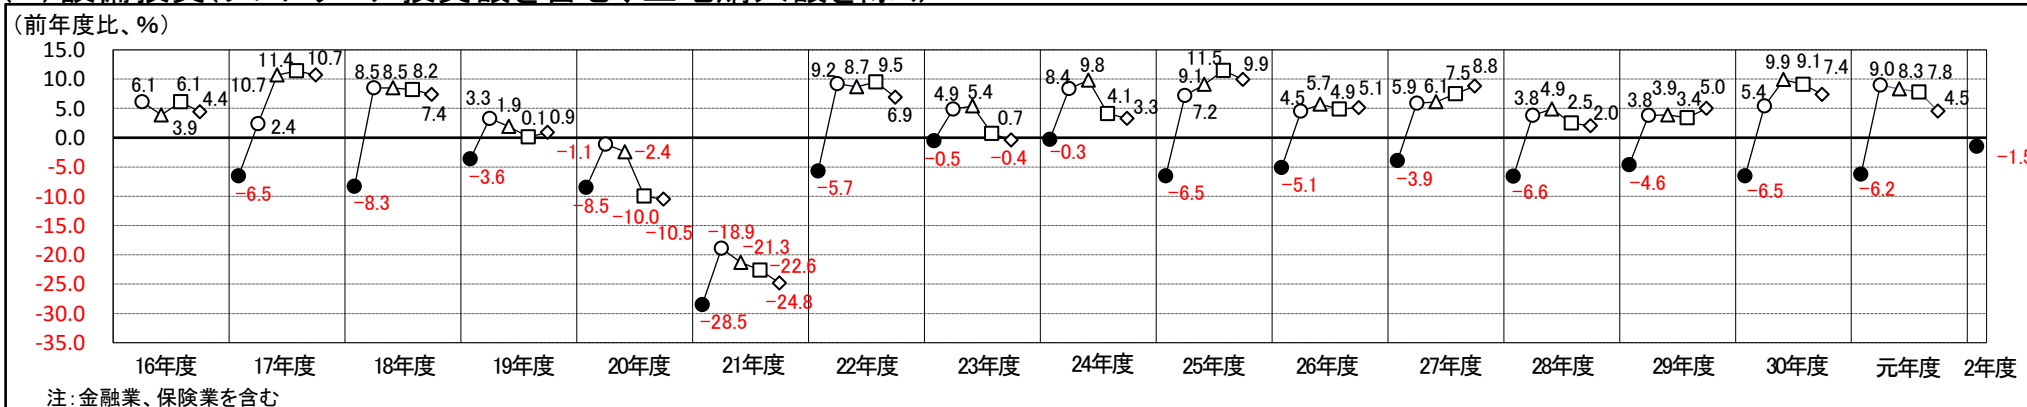 (前年度比、%)
15.0
10.0
5.0
0.0
-5.0
-10.0
-15.0
-20.0
-25.0
-30.0
-35.0
6.1 3.9 6.1 4.4
-6.5 2.4 10.7 11.4 10.7
-8.3 8.5 8.5 8.2 7.4
-3.6 3.3 1.9 0.1 0.9
-8.5 -1.1 -2.4 -10.0 -10.5
-28.5 -18.9 -21.3 -22.6 -24.8
-5.7 9.2 8.7 9.5 6.9
-0.5 4.9 5.4 0.7 -0.4
-0.3 8.4 9.8 4.1 3.3
-6.5 7.2 9.1 11.5 9.9
-5.1 4.5 5.7 4.9 5.1
-3.9 5.9 6.1 7.5 8.8
-6.6 3.8 4.9 2.5 2.0
-4.6 3.8 3.9 3.4 5.0
-6.5 5.4 9.9 9.1 7.4
-6.2 9.0 8.3 7.8 4.5
-1.5
16年度 17年度 18年度 19年度 20年度 21年度 22年度 23年度 24年度 25年度 26年度 27年度 28年度 29年度 30年度 元年度 2年度
注:金融業、保険業を含む